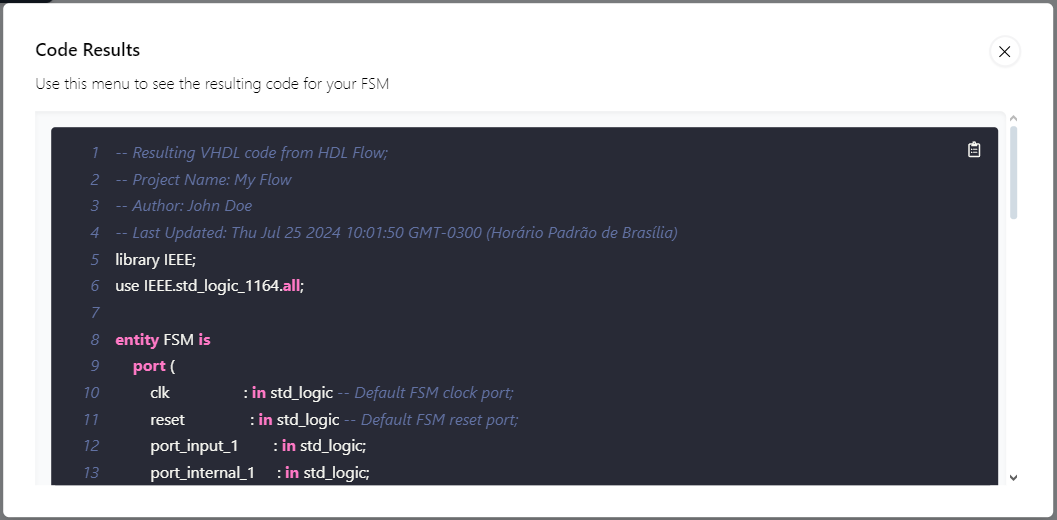 Code Results
Use this menu to see the resulting code for your FSM
1 -- Resulting VHDL code from HDL Flow;
2 -- Project Name: My Flow
3 -- Author: John Doe
4 -- Last Updated: Thu Jul 25 2024 10:01:50 GMT-0300 (Horário Padrão de Brasília)
5 library IEEE;
6 use IEEE.std_logic_1164.all;
7
8 entity FSM is
9 port (
10 clk : in std_logic -- Default FSM clock port;
11 reset : in std_logic -- Default FSM reset port;
12 port_input_1 : in std_logic;
13 port_internal_1 : in std_logic;